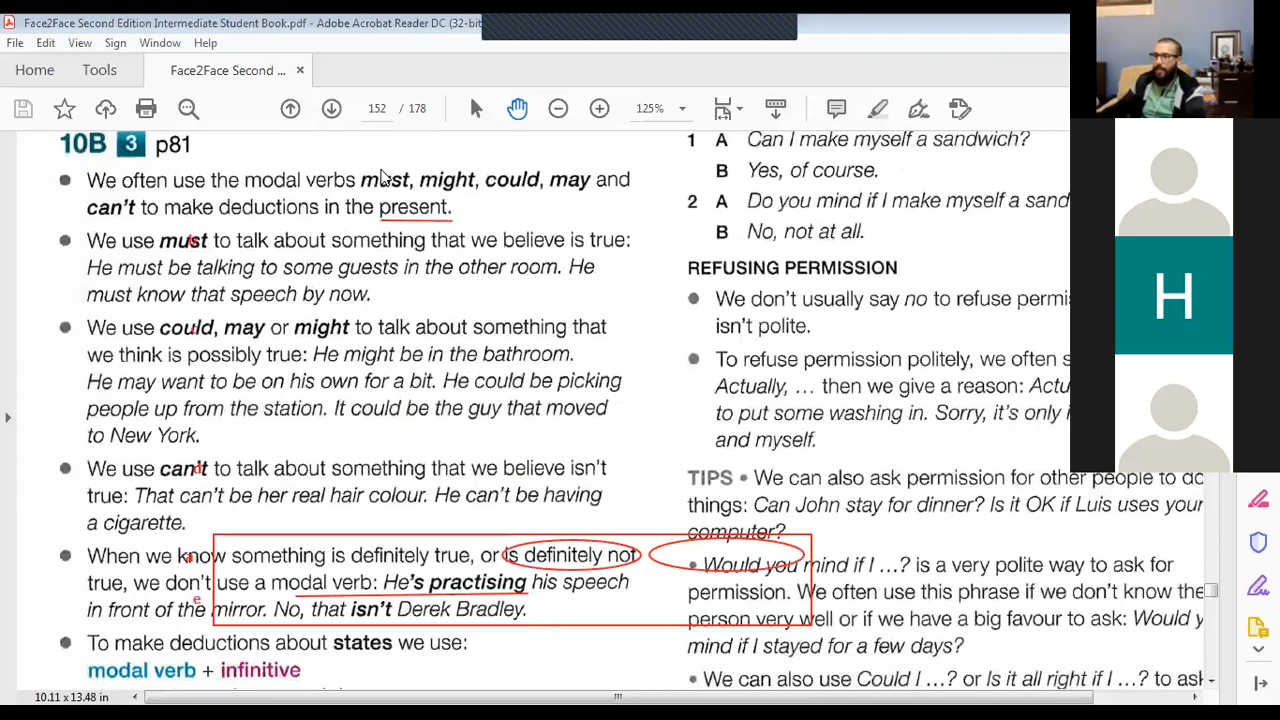 Face2Face Second Edition Intermediate Student Book.pdf - Adobe Acrobat Reader DC (32-bit
File Edit View Sign Window Help
Home Tools Face2Face Second ... ×
152 / 178 125%
10B 3 p81
We often use the modal verbs must, might, could, may and
can't to make deductions in the present.
We use must to talk about something that we believe is true:
He must be talking to some guests in the other room. He
must know that speech by now.
We use could, may or might to talk about something that
we think is possibly true: He might be in the bathroom.
He may want to be on his own for a bit. He could be picking
people up from the station. It could be the guy that moved
to New York.
We use can't to talk about something that we believe isn't
true: That can't be her real hair colour. He can't be having
a cigarette.
When we know something is definitely true, or is definitely not
true, we don't use a modal verb: He's practising his speech
in front of the mirror. No, that isn't Derek Bradley.
To make deductions about states we use:
modal verb + infinitive
1 A Can I make myself a sandwich?
B Yes, of course.
2 A Do you mind if I make myself a sand
B No, not at all.
REFUSING PERMISSION
We don't usually say no to refuse permi
isn't polite.
To refuse permission politely, we often s
Actually, … then we give a reason: Actu
to put some washing in. Sorry, it's only
and myself.
TIPS • We can also ask permission for other people to do
things: Can John stay for dinner? Is it OK if Luis uses your
computer?
• Would you mind if I …? is a very polite way to ask for
permission. We often use this phrase if we don't know the
person very well or if we have a big favour to ask: Would y
mind if I stayed for a few days?
• We can also use Could I …? or Is it all right if I …? to ask
H
10.11 x 13.48 in